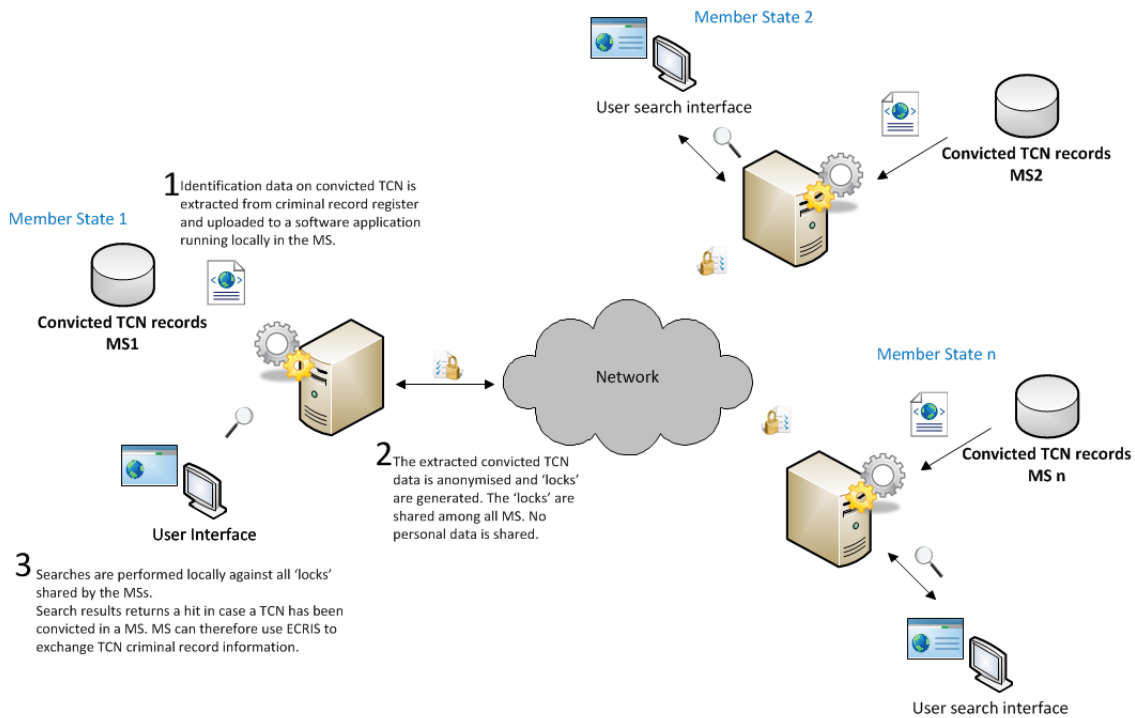 Member State 2
User search interface
Convicted TCN records
MS2
1
Identification data on convicted TCN is
extracted from criminal record register
and uploaded to a software application
running locally in the MS.
Member State 1
Convicted TCN records
MS1
Network
Member State n
Convicted TCN records
MS n
2
The extracted convicted TCN
data is anonymised and ‘locks’
are generated. The ‘locks’ are
shared among all MS. No
personal data is shared.
User Interface
3
Searches are performed locally against all ‘locks’
shared by the MSs.
Search results returns a hit in case a TCN has been
convicted in a MS. MS can therefore use ECRIS to
exchange TCN criminal record information.
User search interface